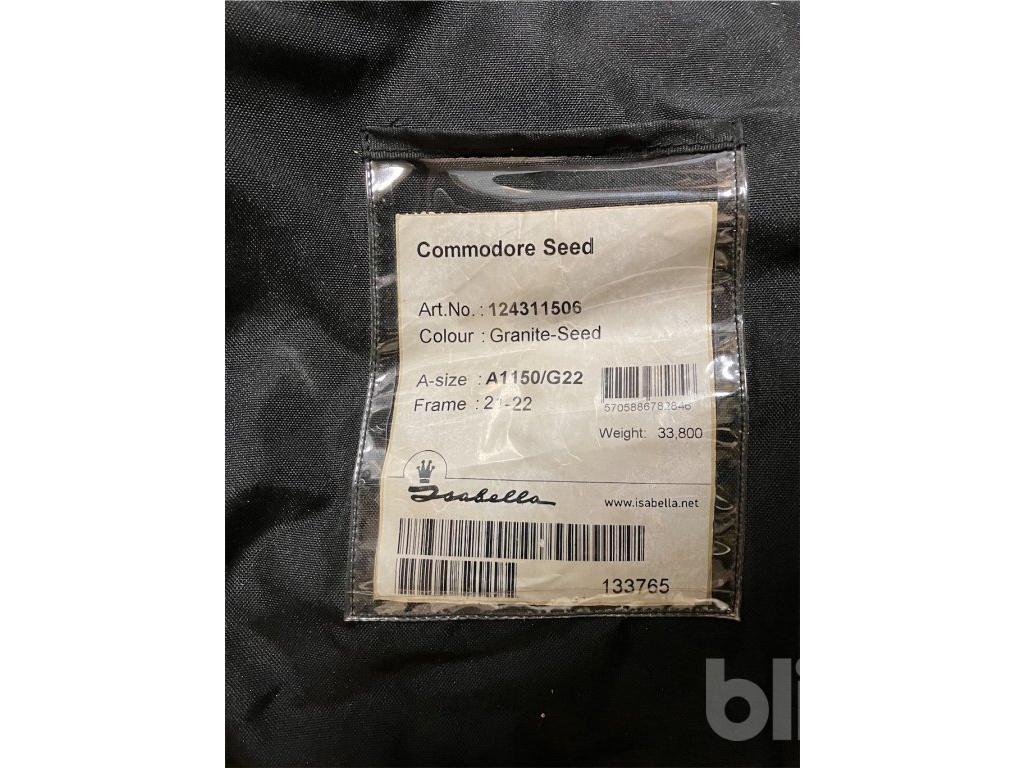 Commodore Seed
Art.No. : 124311506
Colour : Granite-Seed
A-size : A1150/G22
Frame : 21-22
5705886782846
Weight: 33,800
Isabella
www.isabella.net
133765
bli